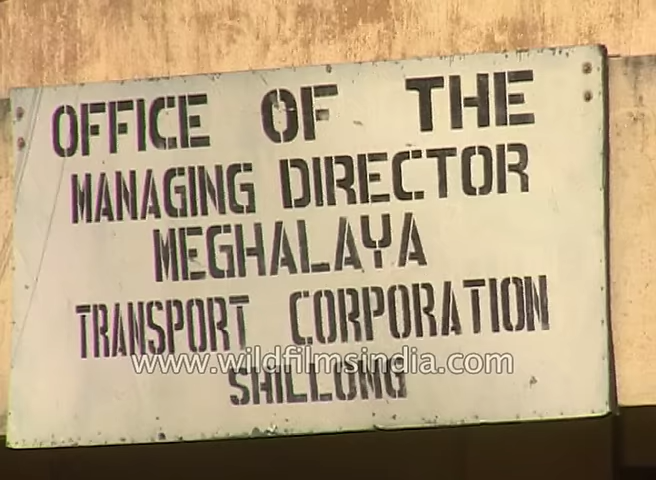 OFFICE OF THE
MANAGING DIRECTOR
MEGHALAYA
TRANSPORT CORPORATION
www.wildfilmsindia.com
SHILLONG